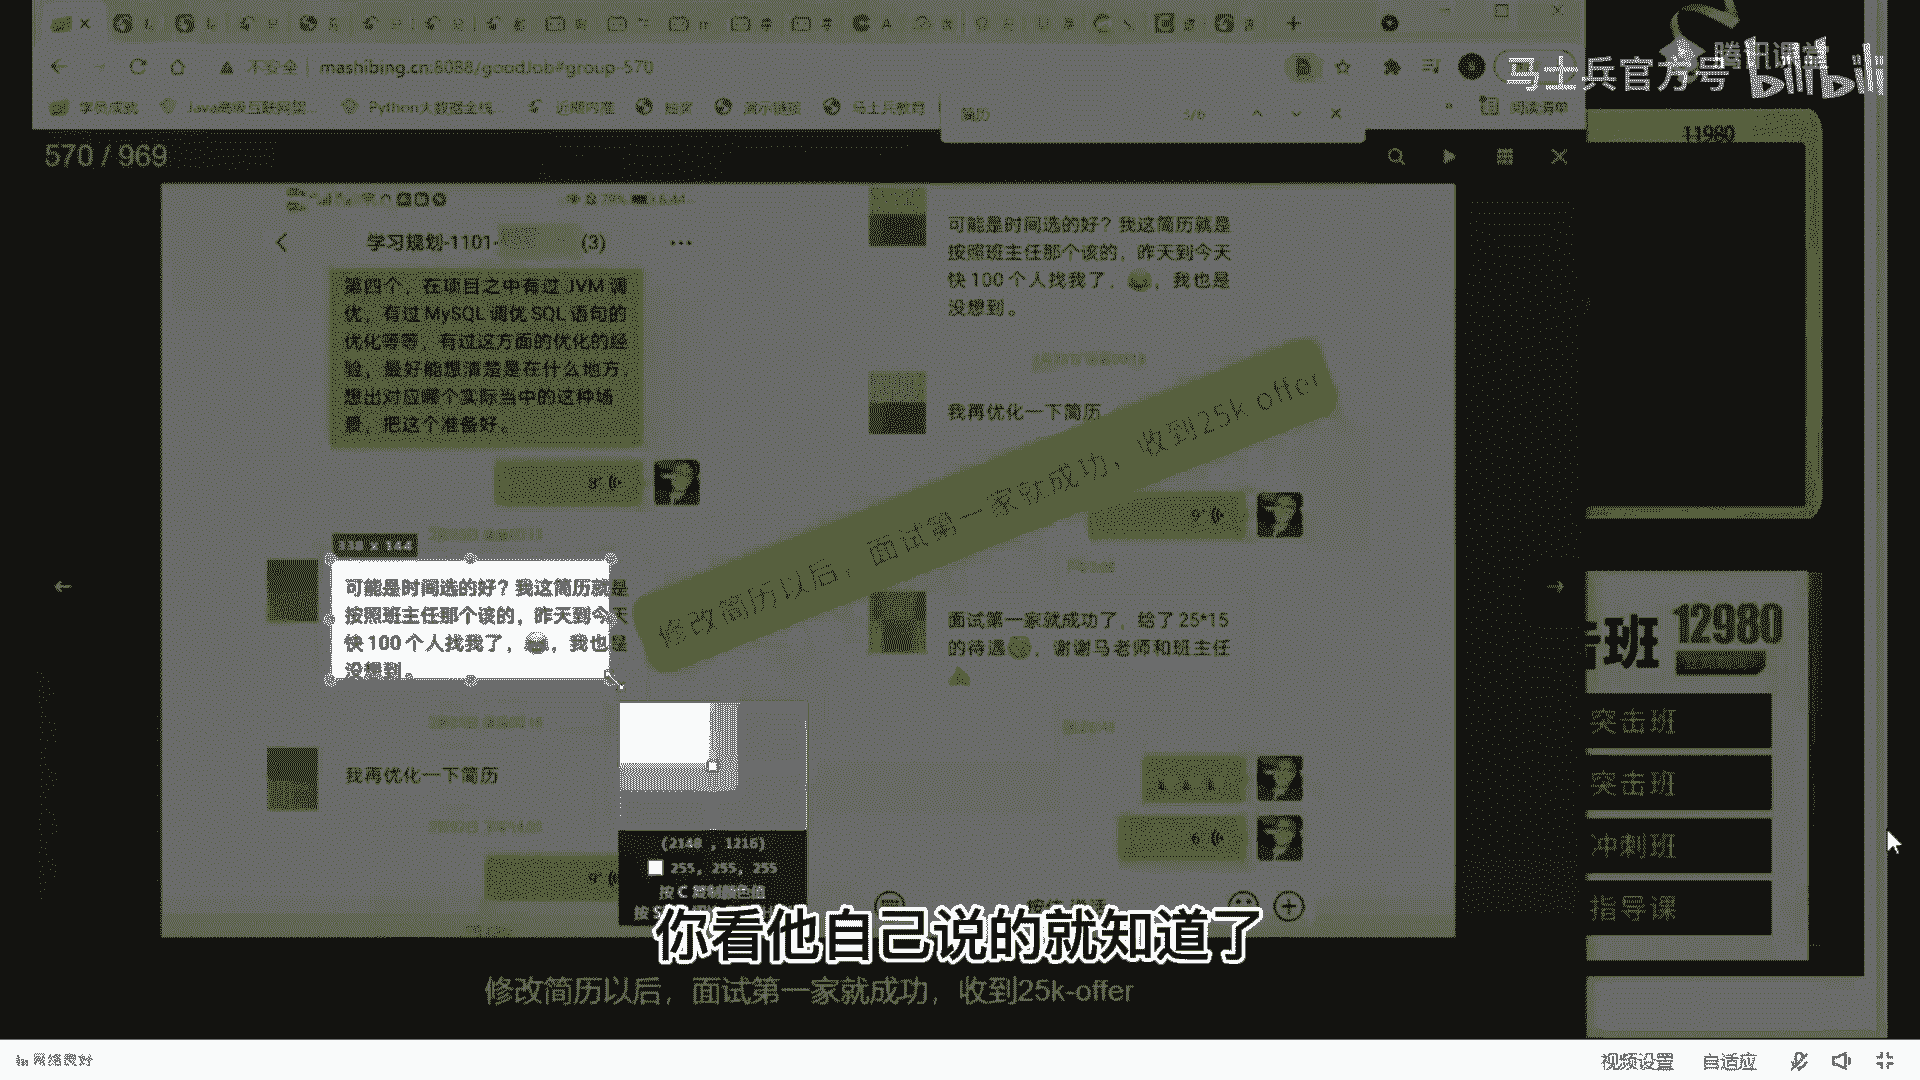 不安全 mashibing.cn:8088/goodJob#group-570
马士兵官方号 bilibili
腾讯课堂
学员成绩
Java高级互联网架...
Python大数据全栈...
近期内推
抽奖
演示链接
马士兵教育
简历
阅读清单
11980
570 / 969
学习规划-1101- (3)
第四个，在项目之中有过 JVM 调
优，有过 MySQL 调优 SQL 语句的
优化等等，有过这方面的优化的经
验，最好能想清楚是在什么地方，
想出对应哪个实际当中的这种场
景，把这个准备好。
8"
可能是时间选的好？我这简历就是
按照班主任那个该的，昨天到今天
快 100 个人找我了，，我也是
没想到。
我再优化一下简历
9"
可能是时间选的好？我这简历就是
按照班主任那个该的，昨天到今天
快 100 个人找我了，，我也是
没想到。
我再优化一下简历
9"
面试第一家就成功了，给了 25*15
的待遇，谢谢马老师和班主任
6"
修改简历以后，面试第一家就成功，收到25k offer
(2148 , 1216)
255, 255, 255
按 C 复制颜色值
击班 12980
突击班
突击班
冲刺班
指导课
你看他自己说的就知道了
修改简历以后，面试第一家就成功，收到25k-offer
网络良好
视频设置 自适应